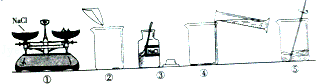 NaCl
① ② ③ ④ ⑤